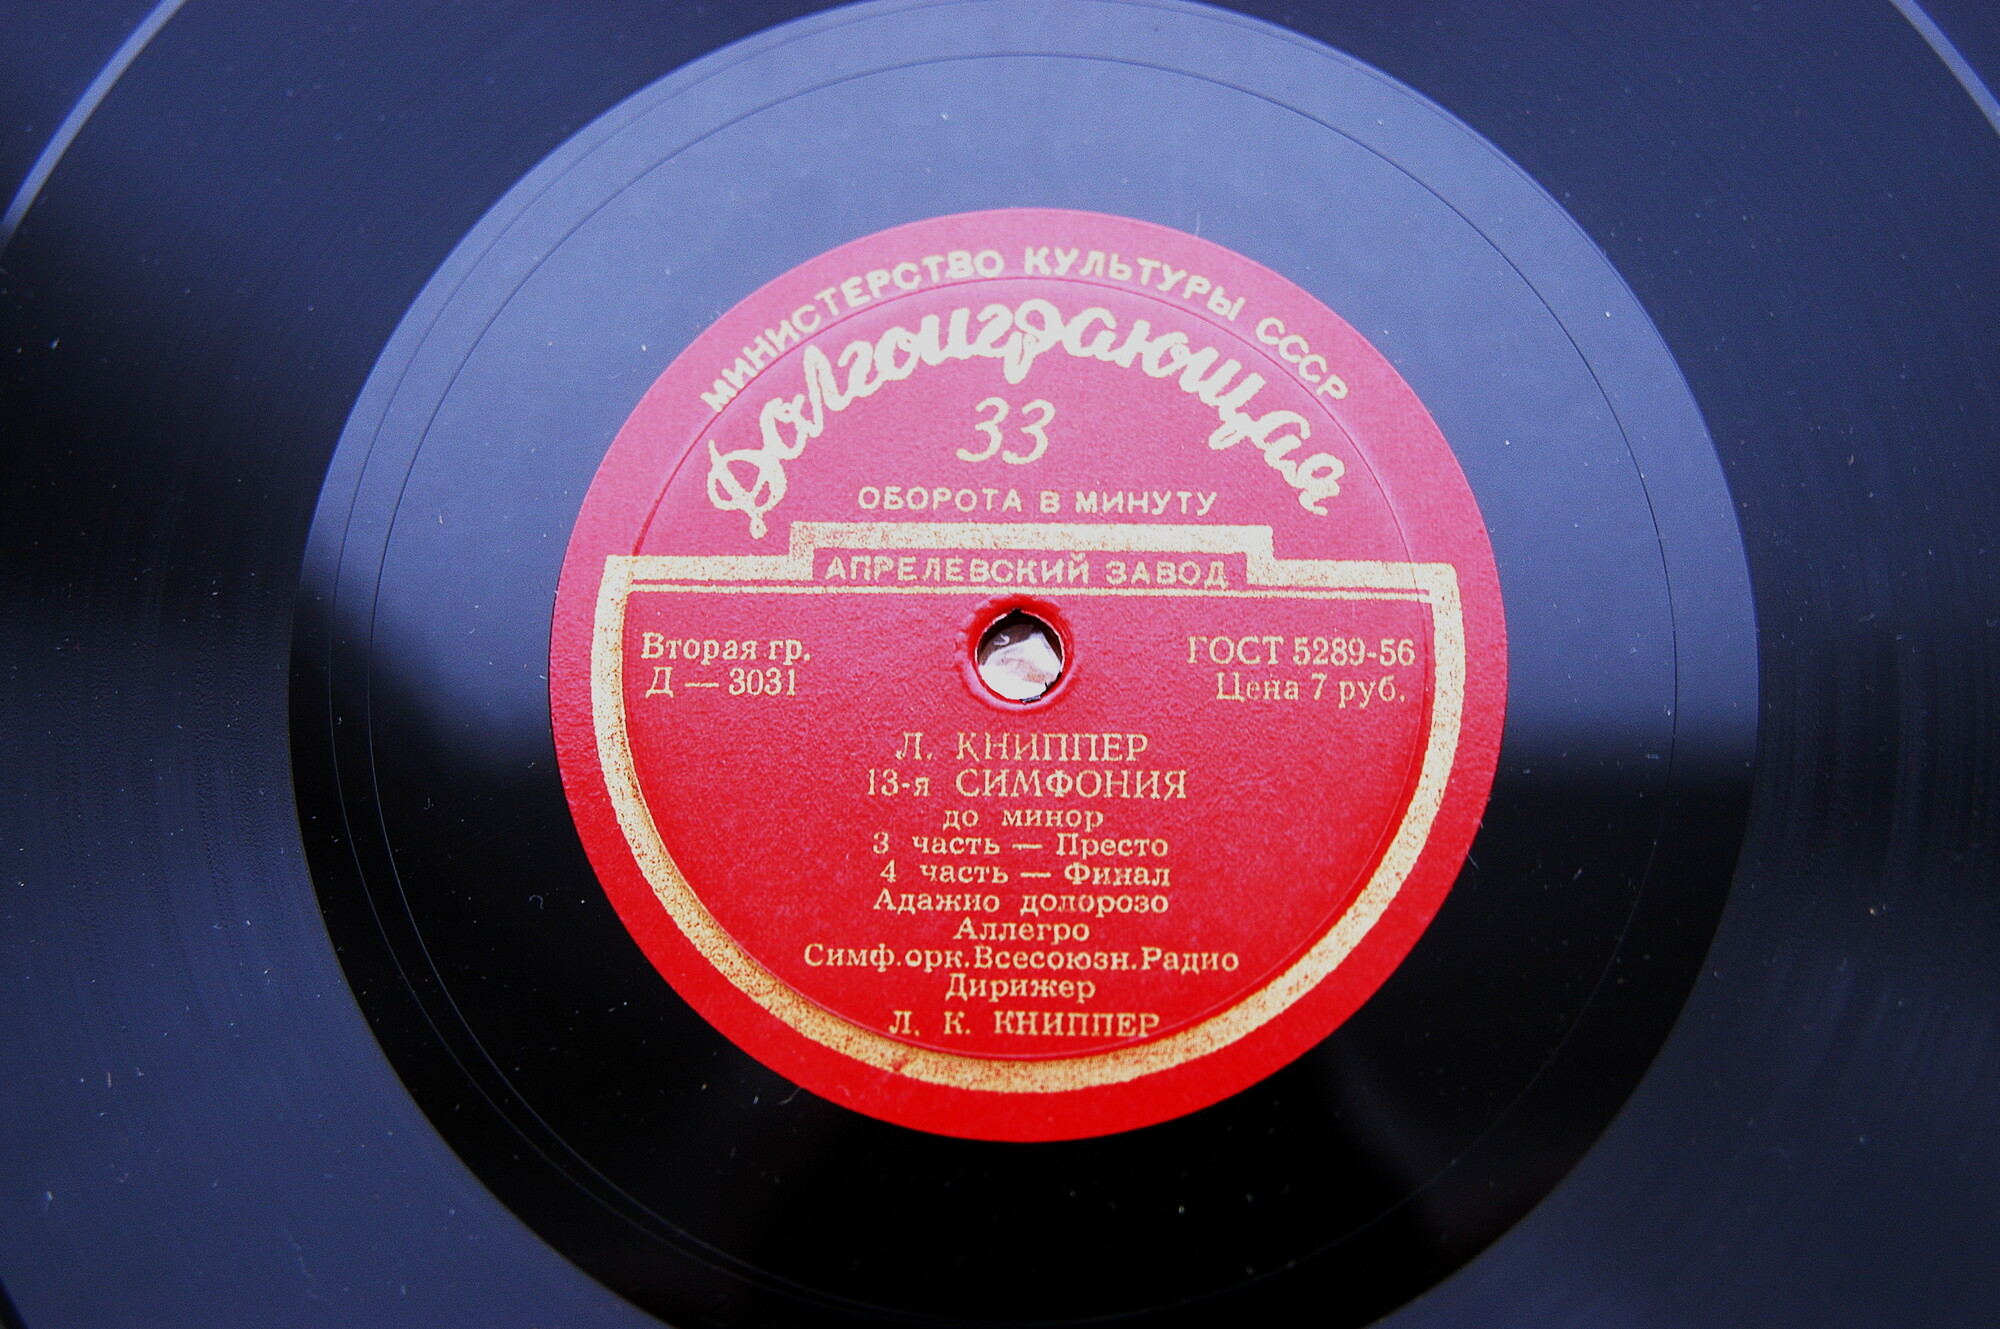 МИНИСТЕРСТВО КУЛЬТУРЫ СССР
Долгоиграющая
33
ОБОРОТА В МИНУТУ
АПРЕЛЕВСКИЙ ЗАВОД
Вторая гр.
Д — 3031
ГОСТ 5289-56
Цена 7 руб.
Л. КНИППЕР
13-я СИМФОНИЯ
до минор
3 часть — Престо
4 часть — Финал
Адажио долорозо
Аллегро
Симф.орк.Всесоюзн.Радио
Дирижер
Л. К. КНИППЕР